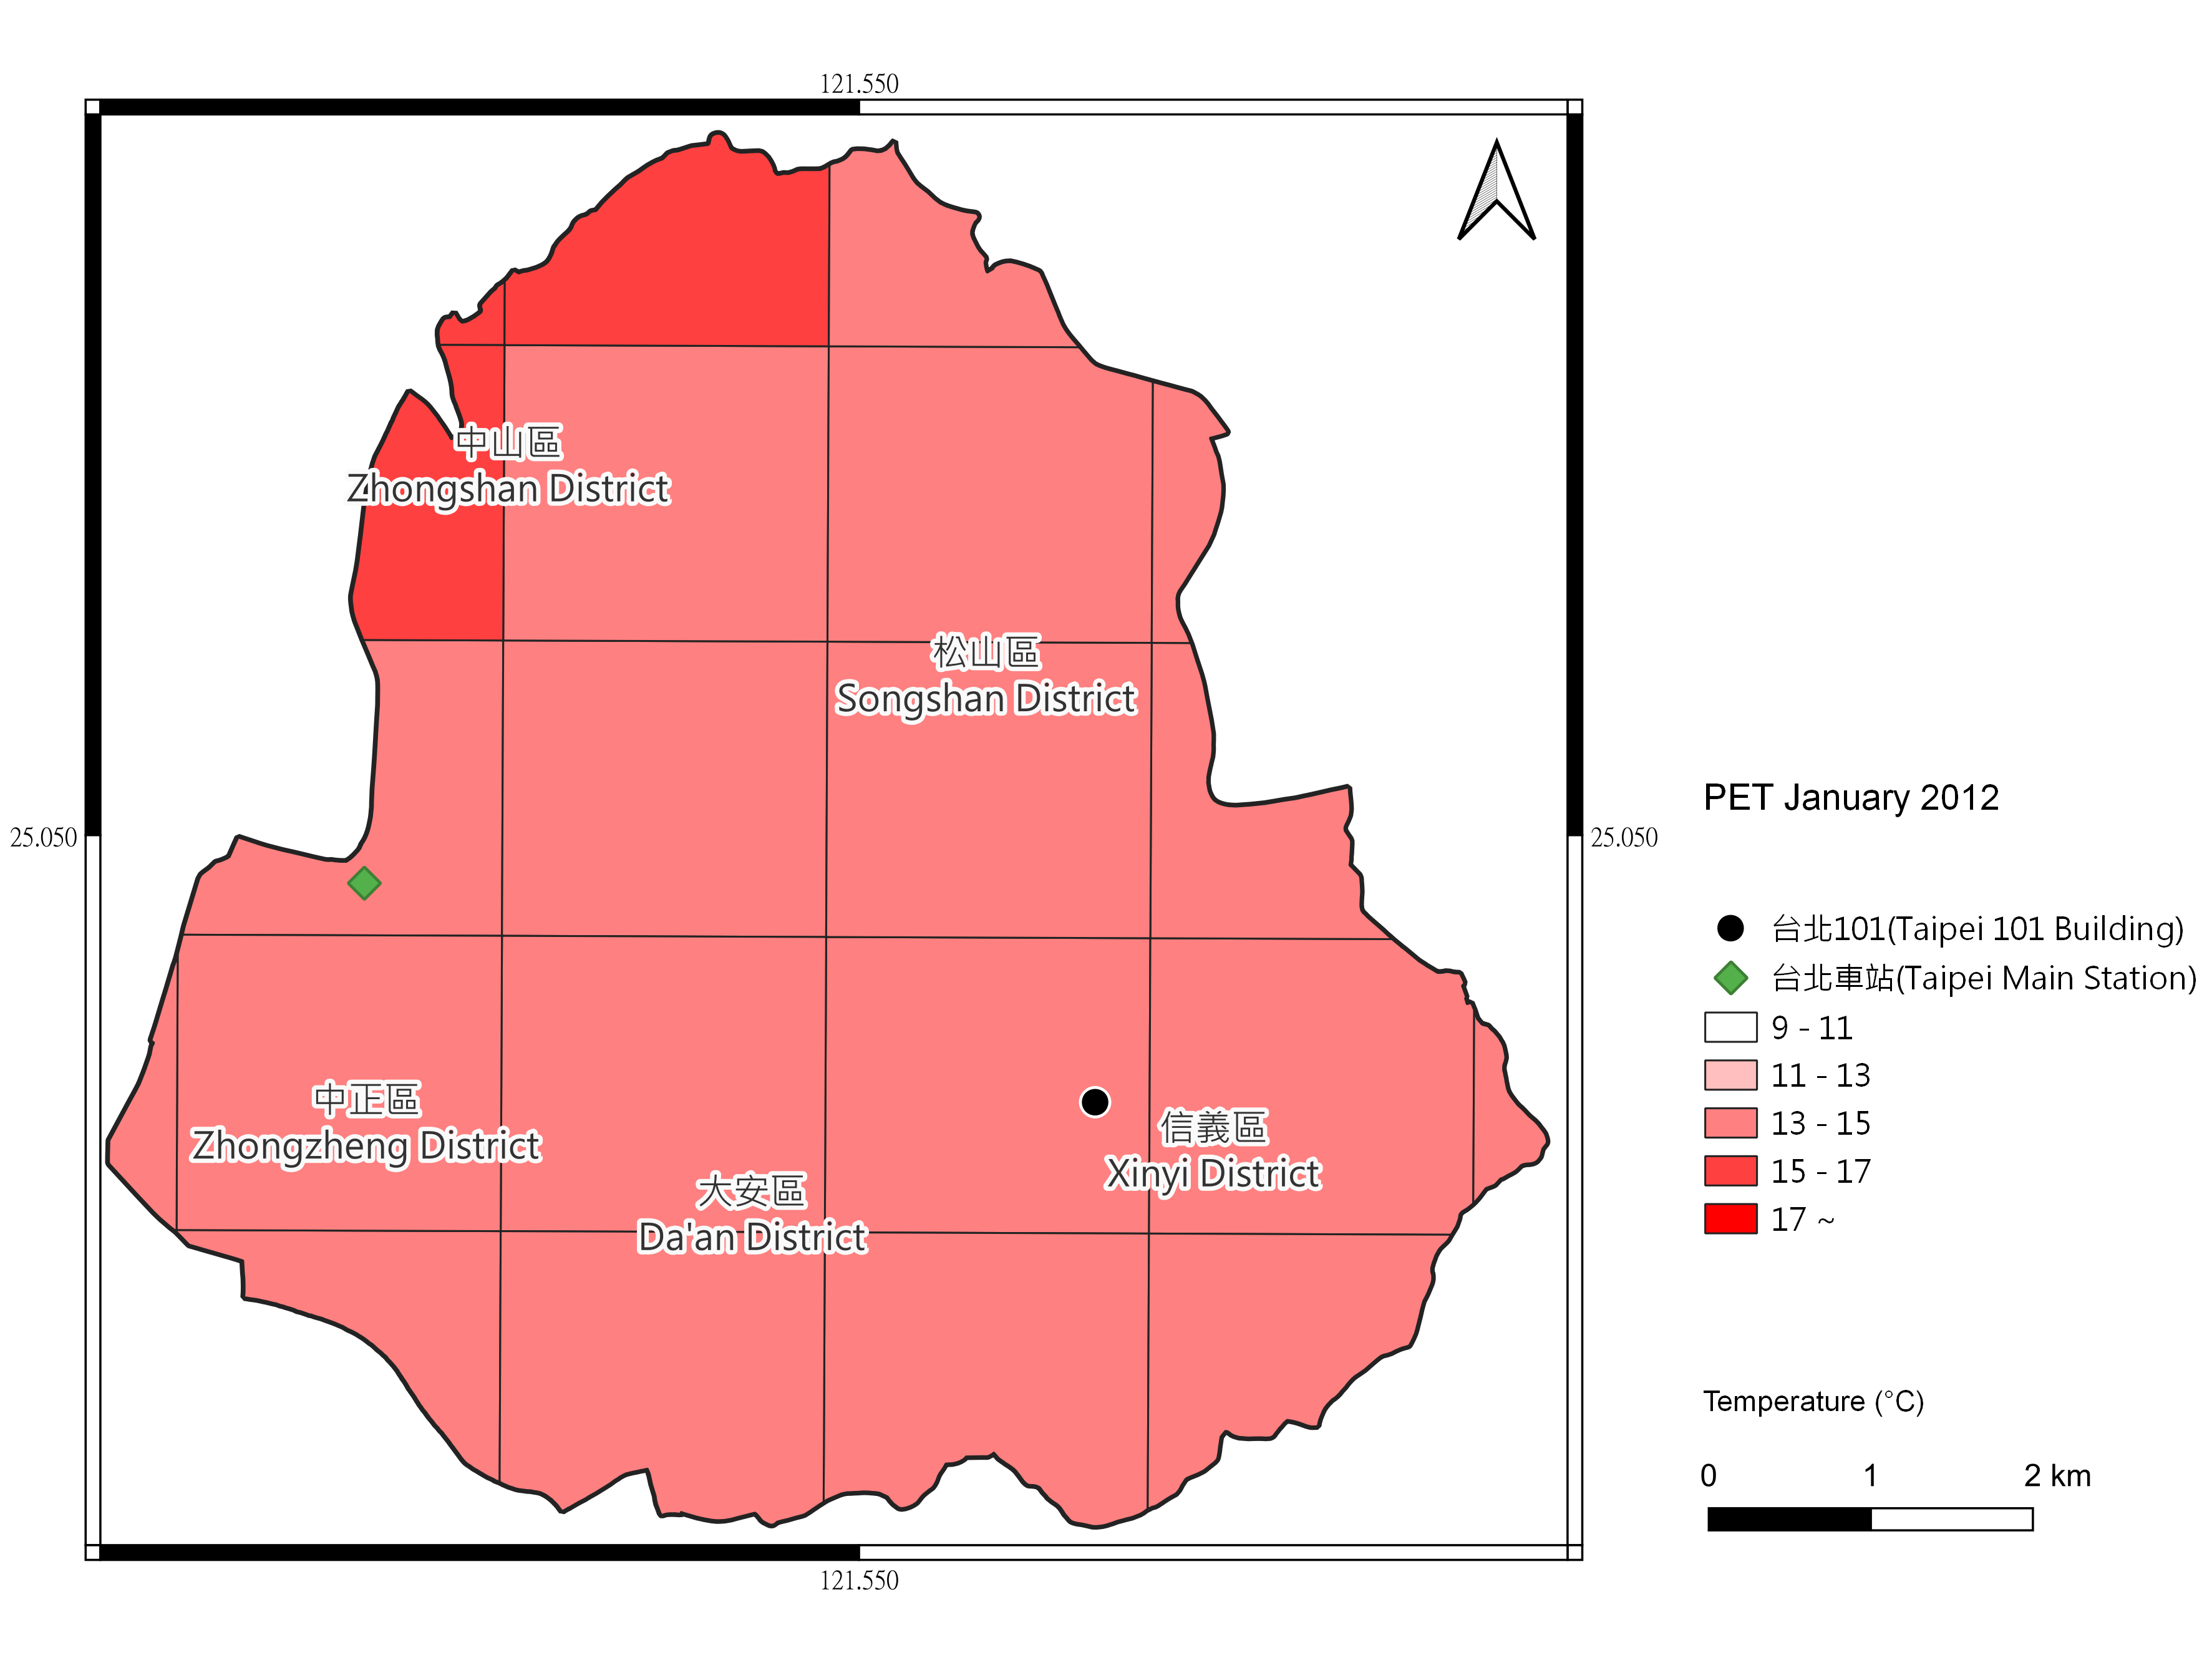 121.550
中山區
Zhongshan District
松山區
Songshan District
25.050
25.050
中正區
Zhongzheng District
大安區
Da'an District
信義區
Xinyi District
121.550
PET January 2012
台北101(Taipei 101 Building)
台北車站(Taipei Main Station)
9 - 11
11 - 13
13 - 15
15 - 17
17 ~
Temperature (°C)
0 1 2 km